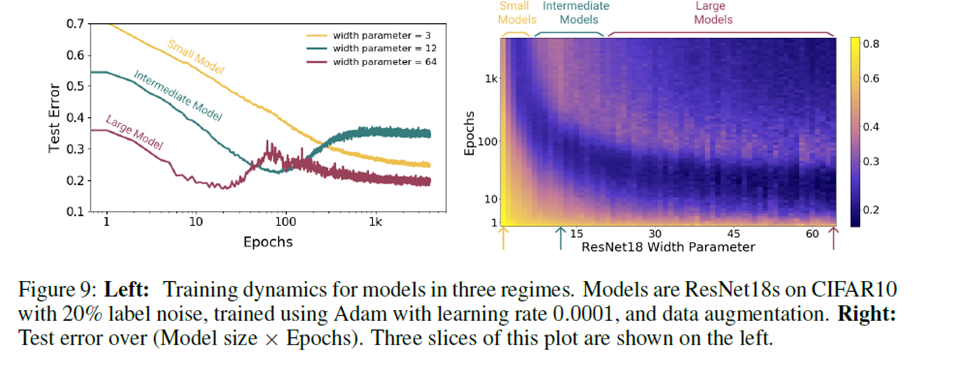 0.7
0.6
0.5
0.4
0.3
0.2
0.1
Test Error
1
10
100
1k
Epochs
Small Model
Intermediate Model
Large Model
width parameter = 3
width parameter = 12
width parameter = 64
Small
Models
Intermediate
Models
Large
Models
1k
100
10
1
Epochs
15
30
45
60
ResNet18 Width Parameter
0.8
0.6
0.4
0.3
0.2
Figure 9: Left: Training dynamics for models in three regimes. Models are ResNet18s on CIFAR10
with 20% label noise, trained using Adam with learning rate 0.0001, and data augmentation. Right:
Test error over (Model size × Epochs). Three slices of this plot are shown on the left.